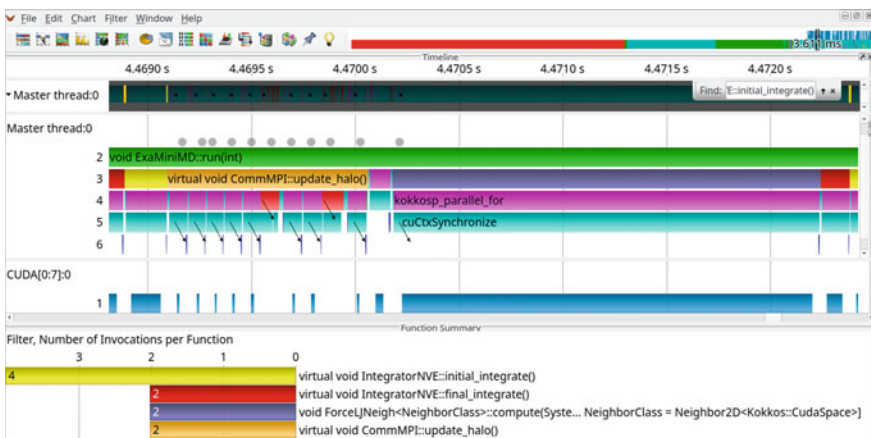 File Edit Chart Filter Window Help
3.611 ms
Timeline
4.4690 s 4.4695 s 4.4700 s 4.4705 s 4.4710 s 4.4715 s 4.4720 s
Master thread:0
Find: E::initial_integrate()
Master thread:0
2 void ExaMiniMD::run(int)
3 virtual void CommMPI::update_halo()
4 kokkosp_parallel_for
5 cuCtxSynchronize
6
CUDA[0:7]:0
1
Function Summary
Filter, Number of Invocations per Function
3 2 1 0
4 virtual void IntegratorNVE::initial_integrate()
2 virtual void IntegratorNVE::final_integrate()
2 void ForceLJNeigh<NeighborClass>::compute(Syste... NeighborClass = Neighbor2D<Kokkos::CudaSpace>]
2 virtual void CommMPI::update_halo()